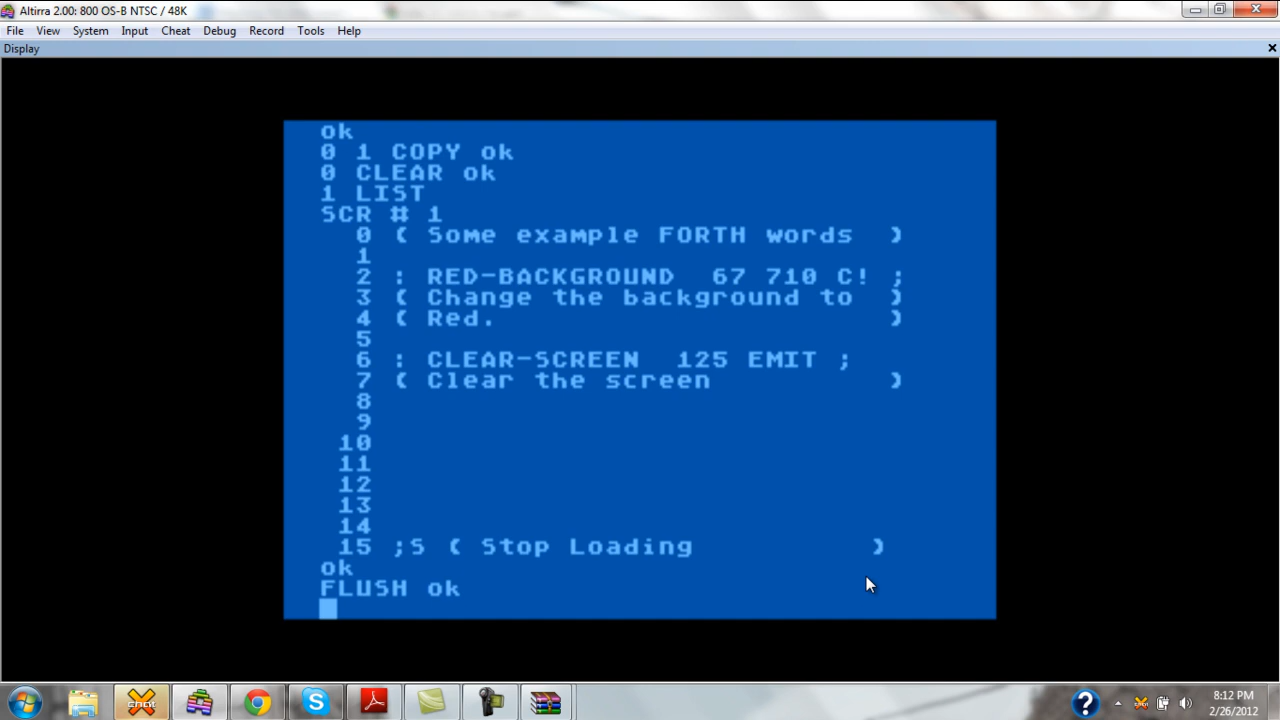 Altirra 2.00: 800 OS-B NTSC / 48K
File View System Input Cheat Debug Record Tools Help
Display
ok
0 1 COPY ok
0 CLEAR ok
1 LIST
SCR # 1
0 ( Some example FORTH words )
1
2 : RED-BACKGROUND 67 710 C! ;
3 ( Change the background to )
4 ( Red. )
5
6 : CLEAR-SCREEN 125 EMIT ;
7 ( Clear the screen )
8
9
10
11
12
13
14
15 ;S ( Stop Loading )
ok
FLUSH ok
8:12 PM
2/26/2012